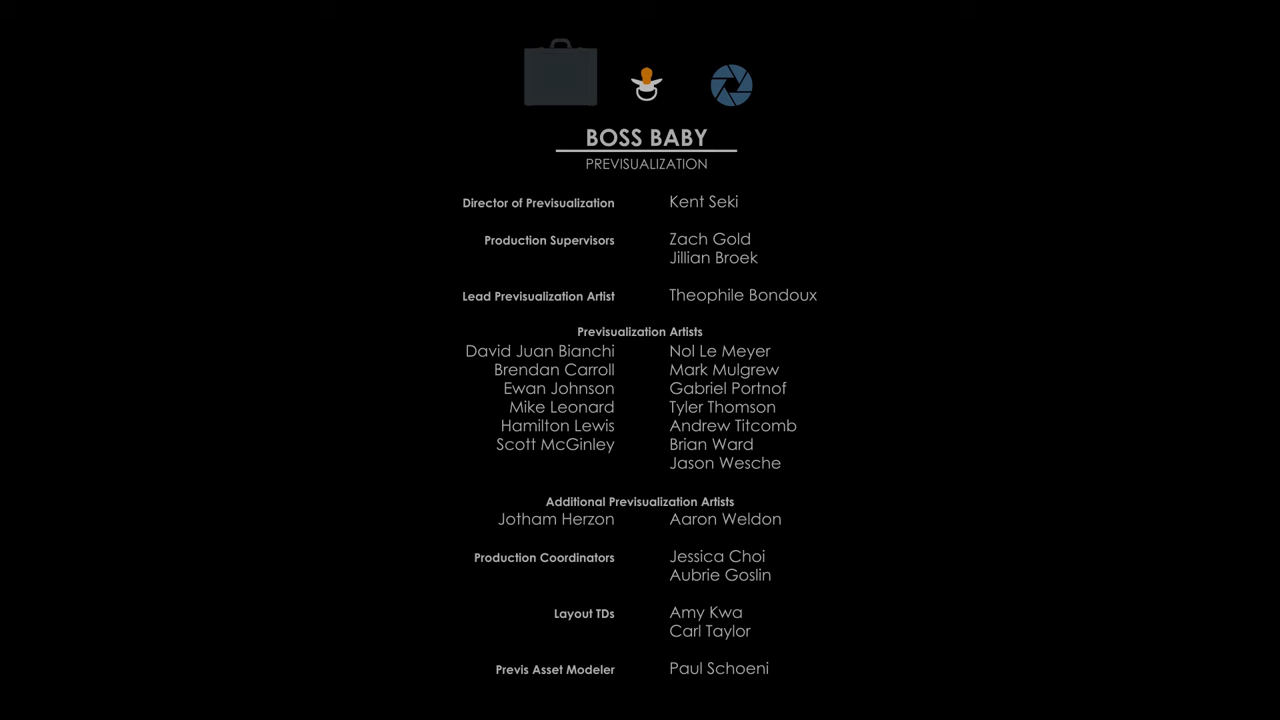 BOSS BABY
PREVISUALIZATION
Director of Previsualization Kent Seki
Production Supervisors Zach Gold
Jillian Broek
Lead Previsualization Artist Theophile Bondoux
Previsualization Artists
David Juan Bianchi Nol Le Meyer
Brendan Carroll Mark Mulgrew
Ewan Johnson Gabriel Portnof
Mike Leonard Tyler Thomson
Hamilton Lewis Andrew Titcomb
Scott McGinley Brian Ward
Jason Wesche
Additional Previsualization Artists
Jotham Herzon Aaron Weldon
Production Coordinators Jessica Choi
Aubrie Goslin
Layout TDs Amy Kwa
Carl Taylor
Previs Asset Modeler Paul Schoeni